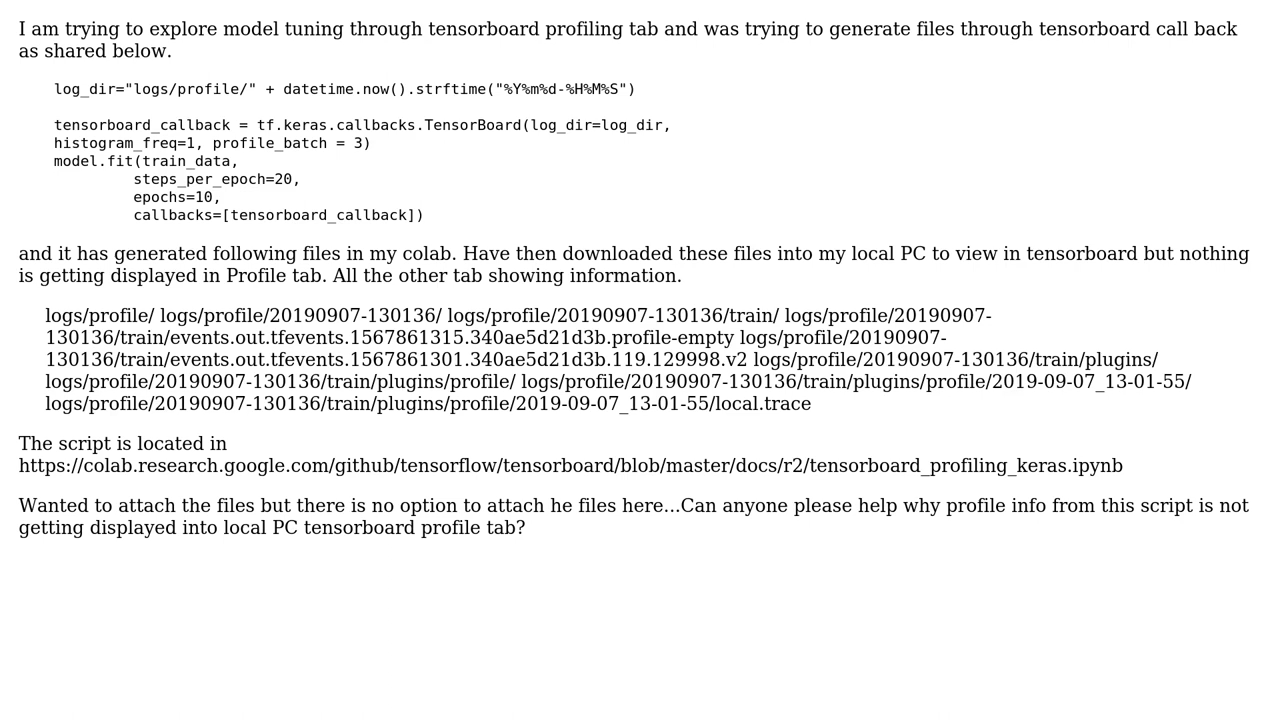 I am trying to explore model tuning through tensorboard profiling tab and was trying to generate files through tensorboard call back
as shared below.
log_dir="logs/profile/" + datetime.now().strftime("%Y%m%d-%H%M%S")
tensorboard_callback = tf.keras.callbacks.TensorBoard(log_dir=log_dir,
histogram_freq=1, profile_batch = 3)
model.fit(train_data,
steps_per_epoch=20,
epochs=10,
callbacks=[tensorboard_callback])
and it has generated following files in my colab. Have then downloaded these files into my local PC to view in tensorboard but nothing
is getting displayed in Profile tab. All the other tab showing information.
logs/profile/ logs/profile/20190907-130136/ logs/profile/20190907-130136/train/ logs/profile/20190907-
130136/train/events.out.tfevents.1567861315.340ae5d21d3b.profile-empty logs/profile/20190907-
130136/train/events.out.tfevents.1567861301.340ae5d21d3b.119.129998.v2 logs/profile/20190907-130136/train/plugins/
logs/profile/20190907-130136/train/plugins/profile/ logs/profile/20190907-130136/train/plugins/profile/2019-09-07_13-01-55/
logs/profile/20190907-130136/train/plugins/profile/2019-09-07_13-01-55/local.trace
The script is located in
https://colab.research.google.com/github/tensorflow/tensorboard/blob/master/docs/r2/tensorboard_profiling_keras.ipynb
Wanted to attach the files but there is no option to attach he files here...Can anyone please help why profile info from this script is not
getting displayed into local PC tensorboard profile tab?